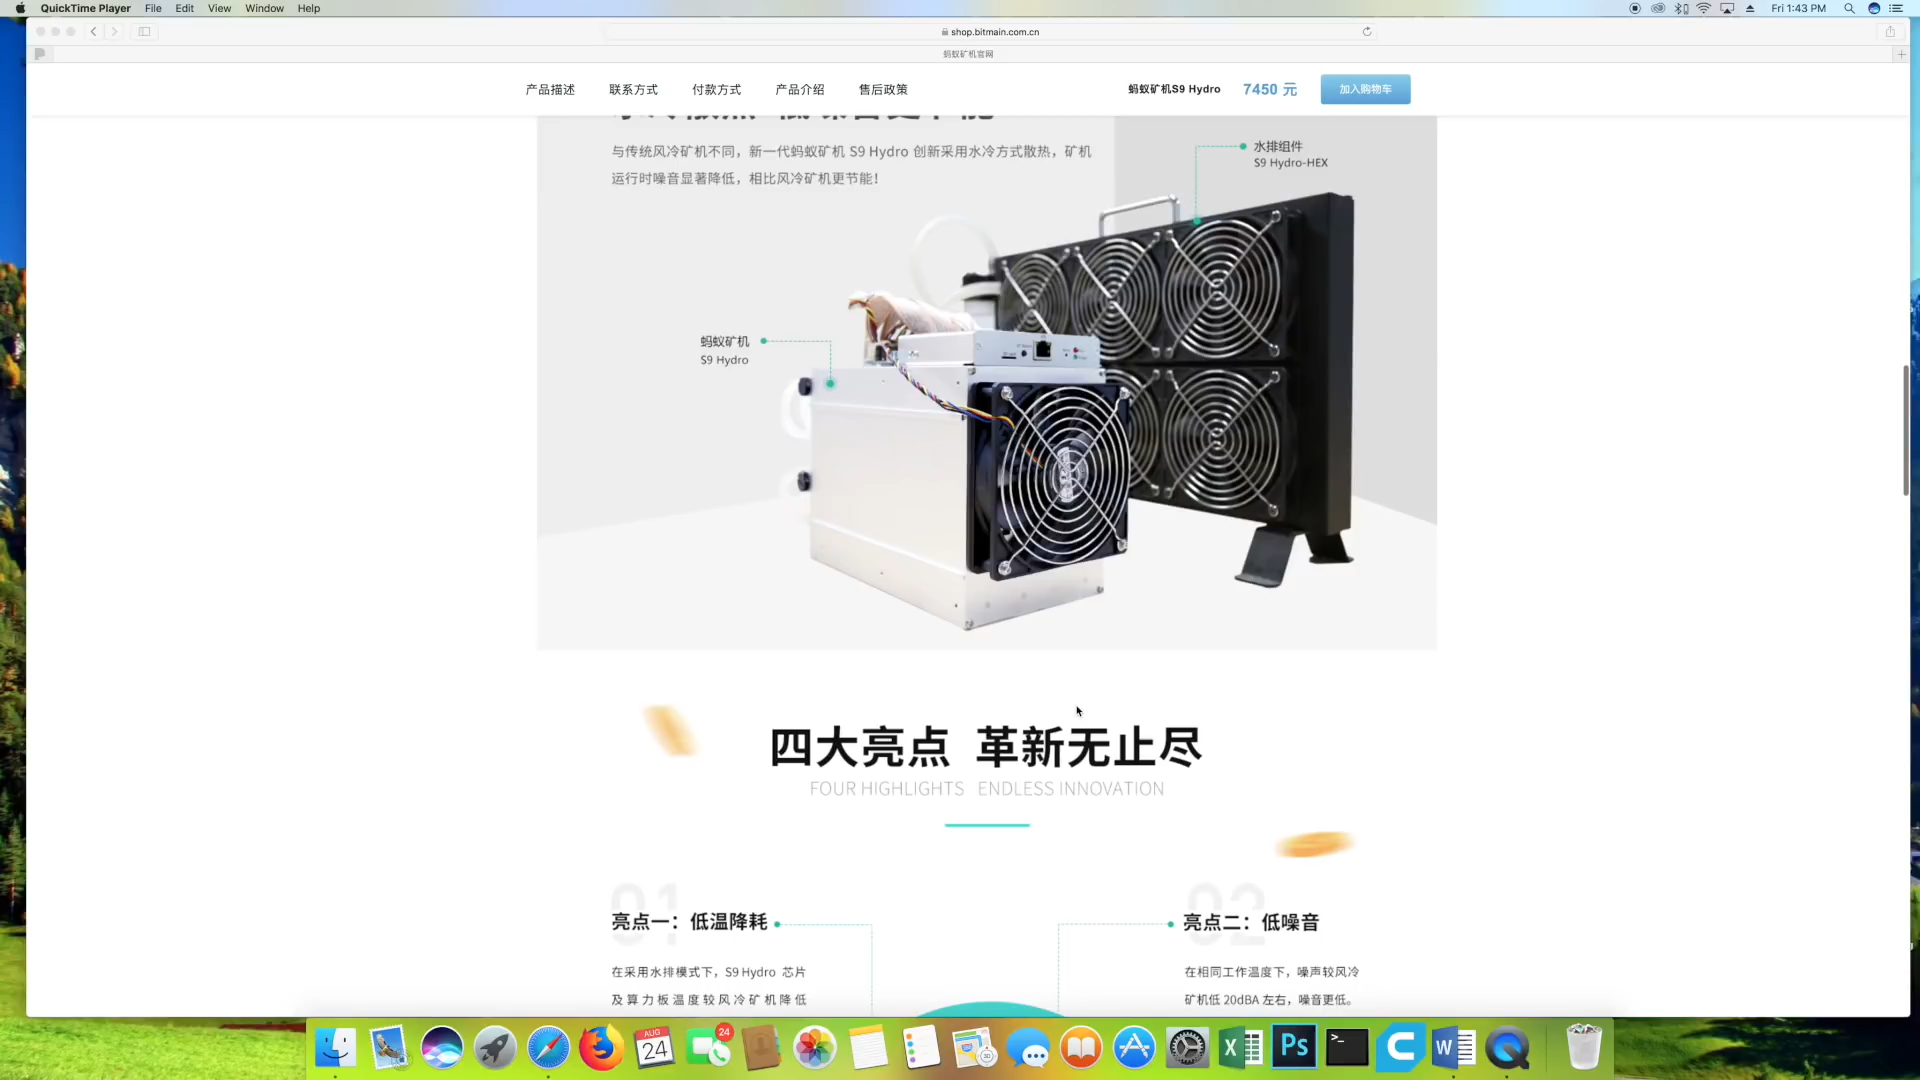 QuickTime Player File Edit View Window Help
Fri 1:43 PM
shop.bitmain.com.cn
蚂蚁矿机官网
产品描述 联系方式 付款方式 产品介绍 售后政策
蚂蚁矿机S9 Hydro 7450 元 加入购物车
与传统风冷矿机不同，新一代蚂蚁矿机 S9 Hydro 创新采用水冷方式散热，矿机
运行时噪音显著降低，相比风冷矿机更节能！
水排组件
S9 Hydro-HEX
蚂蚁矿机
S9 Hydro
四大亮点 革新无止尽
FOUR HIGHLIGHTS ENDLESS INNOVATION
01
亮点一：低温降耗
在采用水排模式下，S9 Hydro 芯片
及算力板温度较风冷矿机降低
02
亮点二：低噪音
在相同工作温度下，噪声较风冷
矿机低 20dBA 左右，噪音更低。
AUG
24
24
X
Ps
>_
C
W